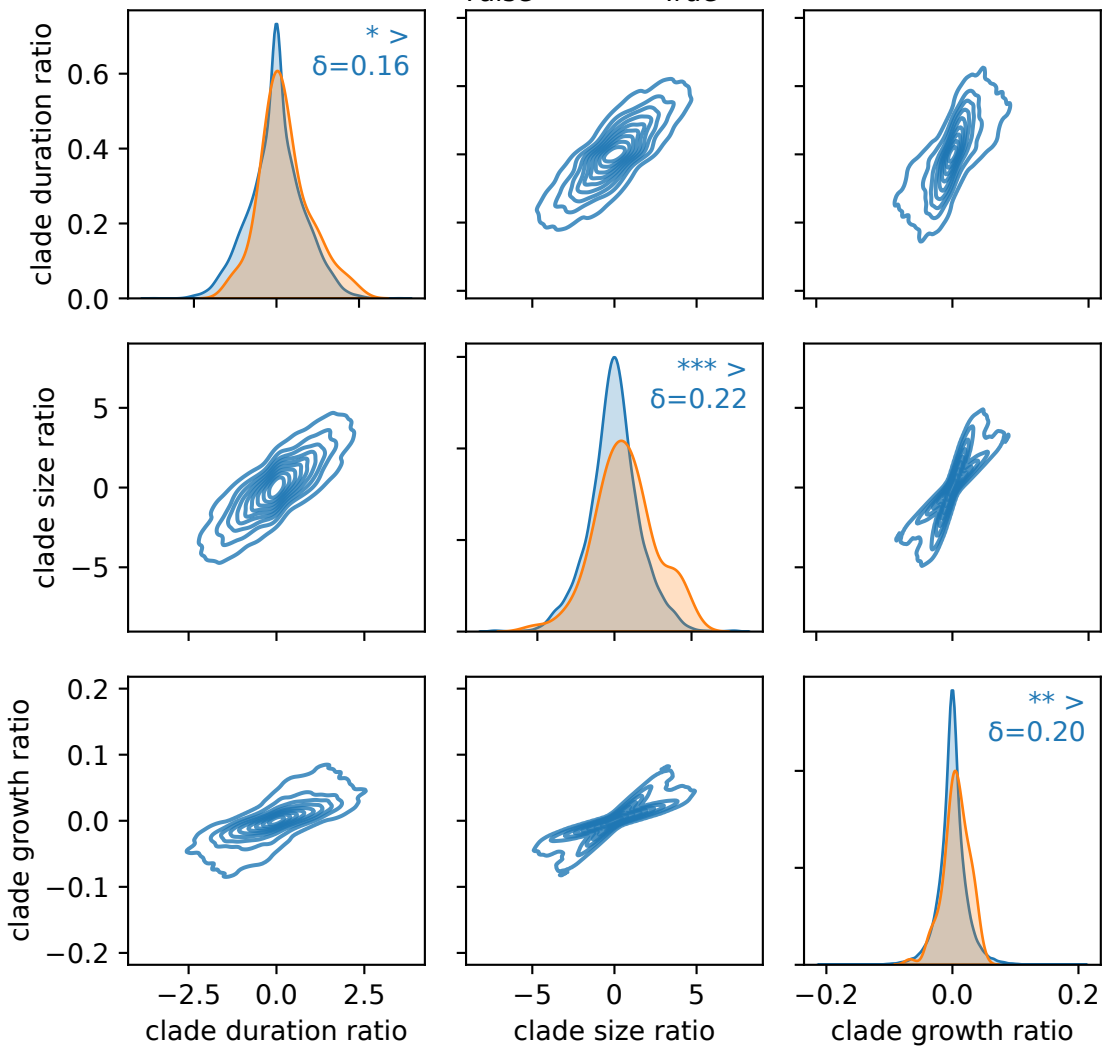 clade duration ratio
0.6
0.4
0.2
0.0
* >
δ=0.16
clade size ratio
5
0
−5
*** >
δ=0.22
clade growth ratio
0.2
0.1
0.0
−0.1
−0.2
** >
δ=0.20
−2.5 0.0 2.5
−5 0 5
−0.2 0.0 0.2
clade duration ratio
clade size ratio
clade growth ratio